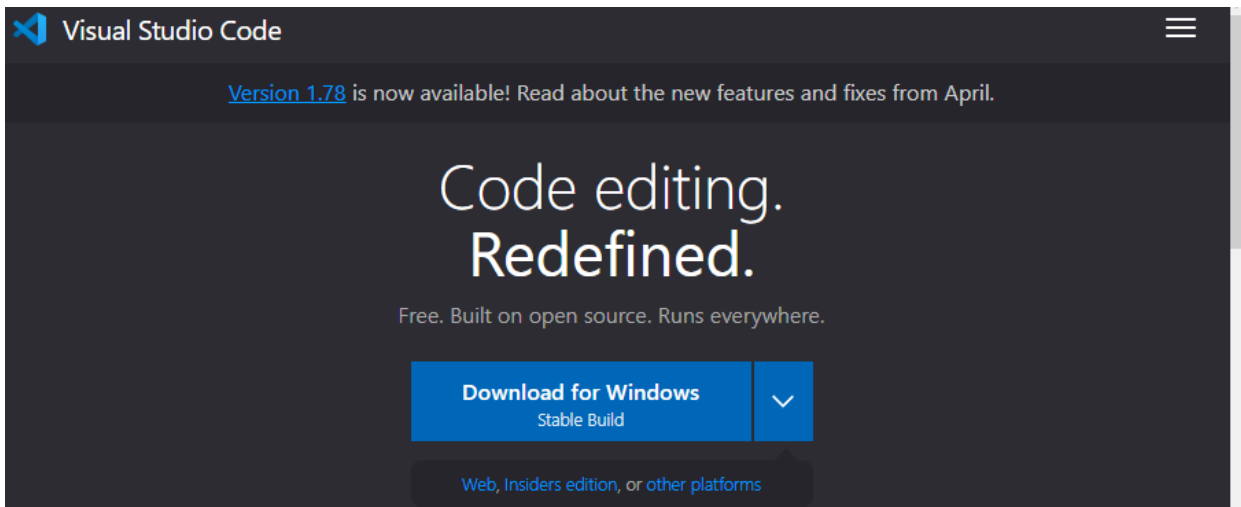 Visual Studio Code
Version 1.78 is now available! Read about the new features and fixes from April.
Code editing.
Redefined.
Free. Built on open source. Runs everywhere.
Download for Windows
Stable Build
Web, Insiders edition, or other platforms